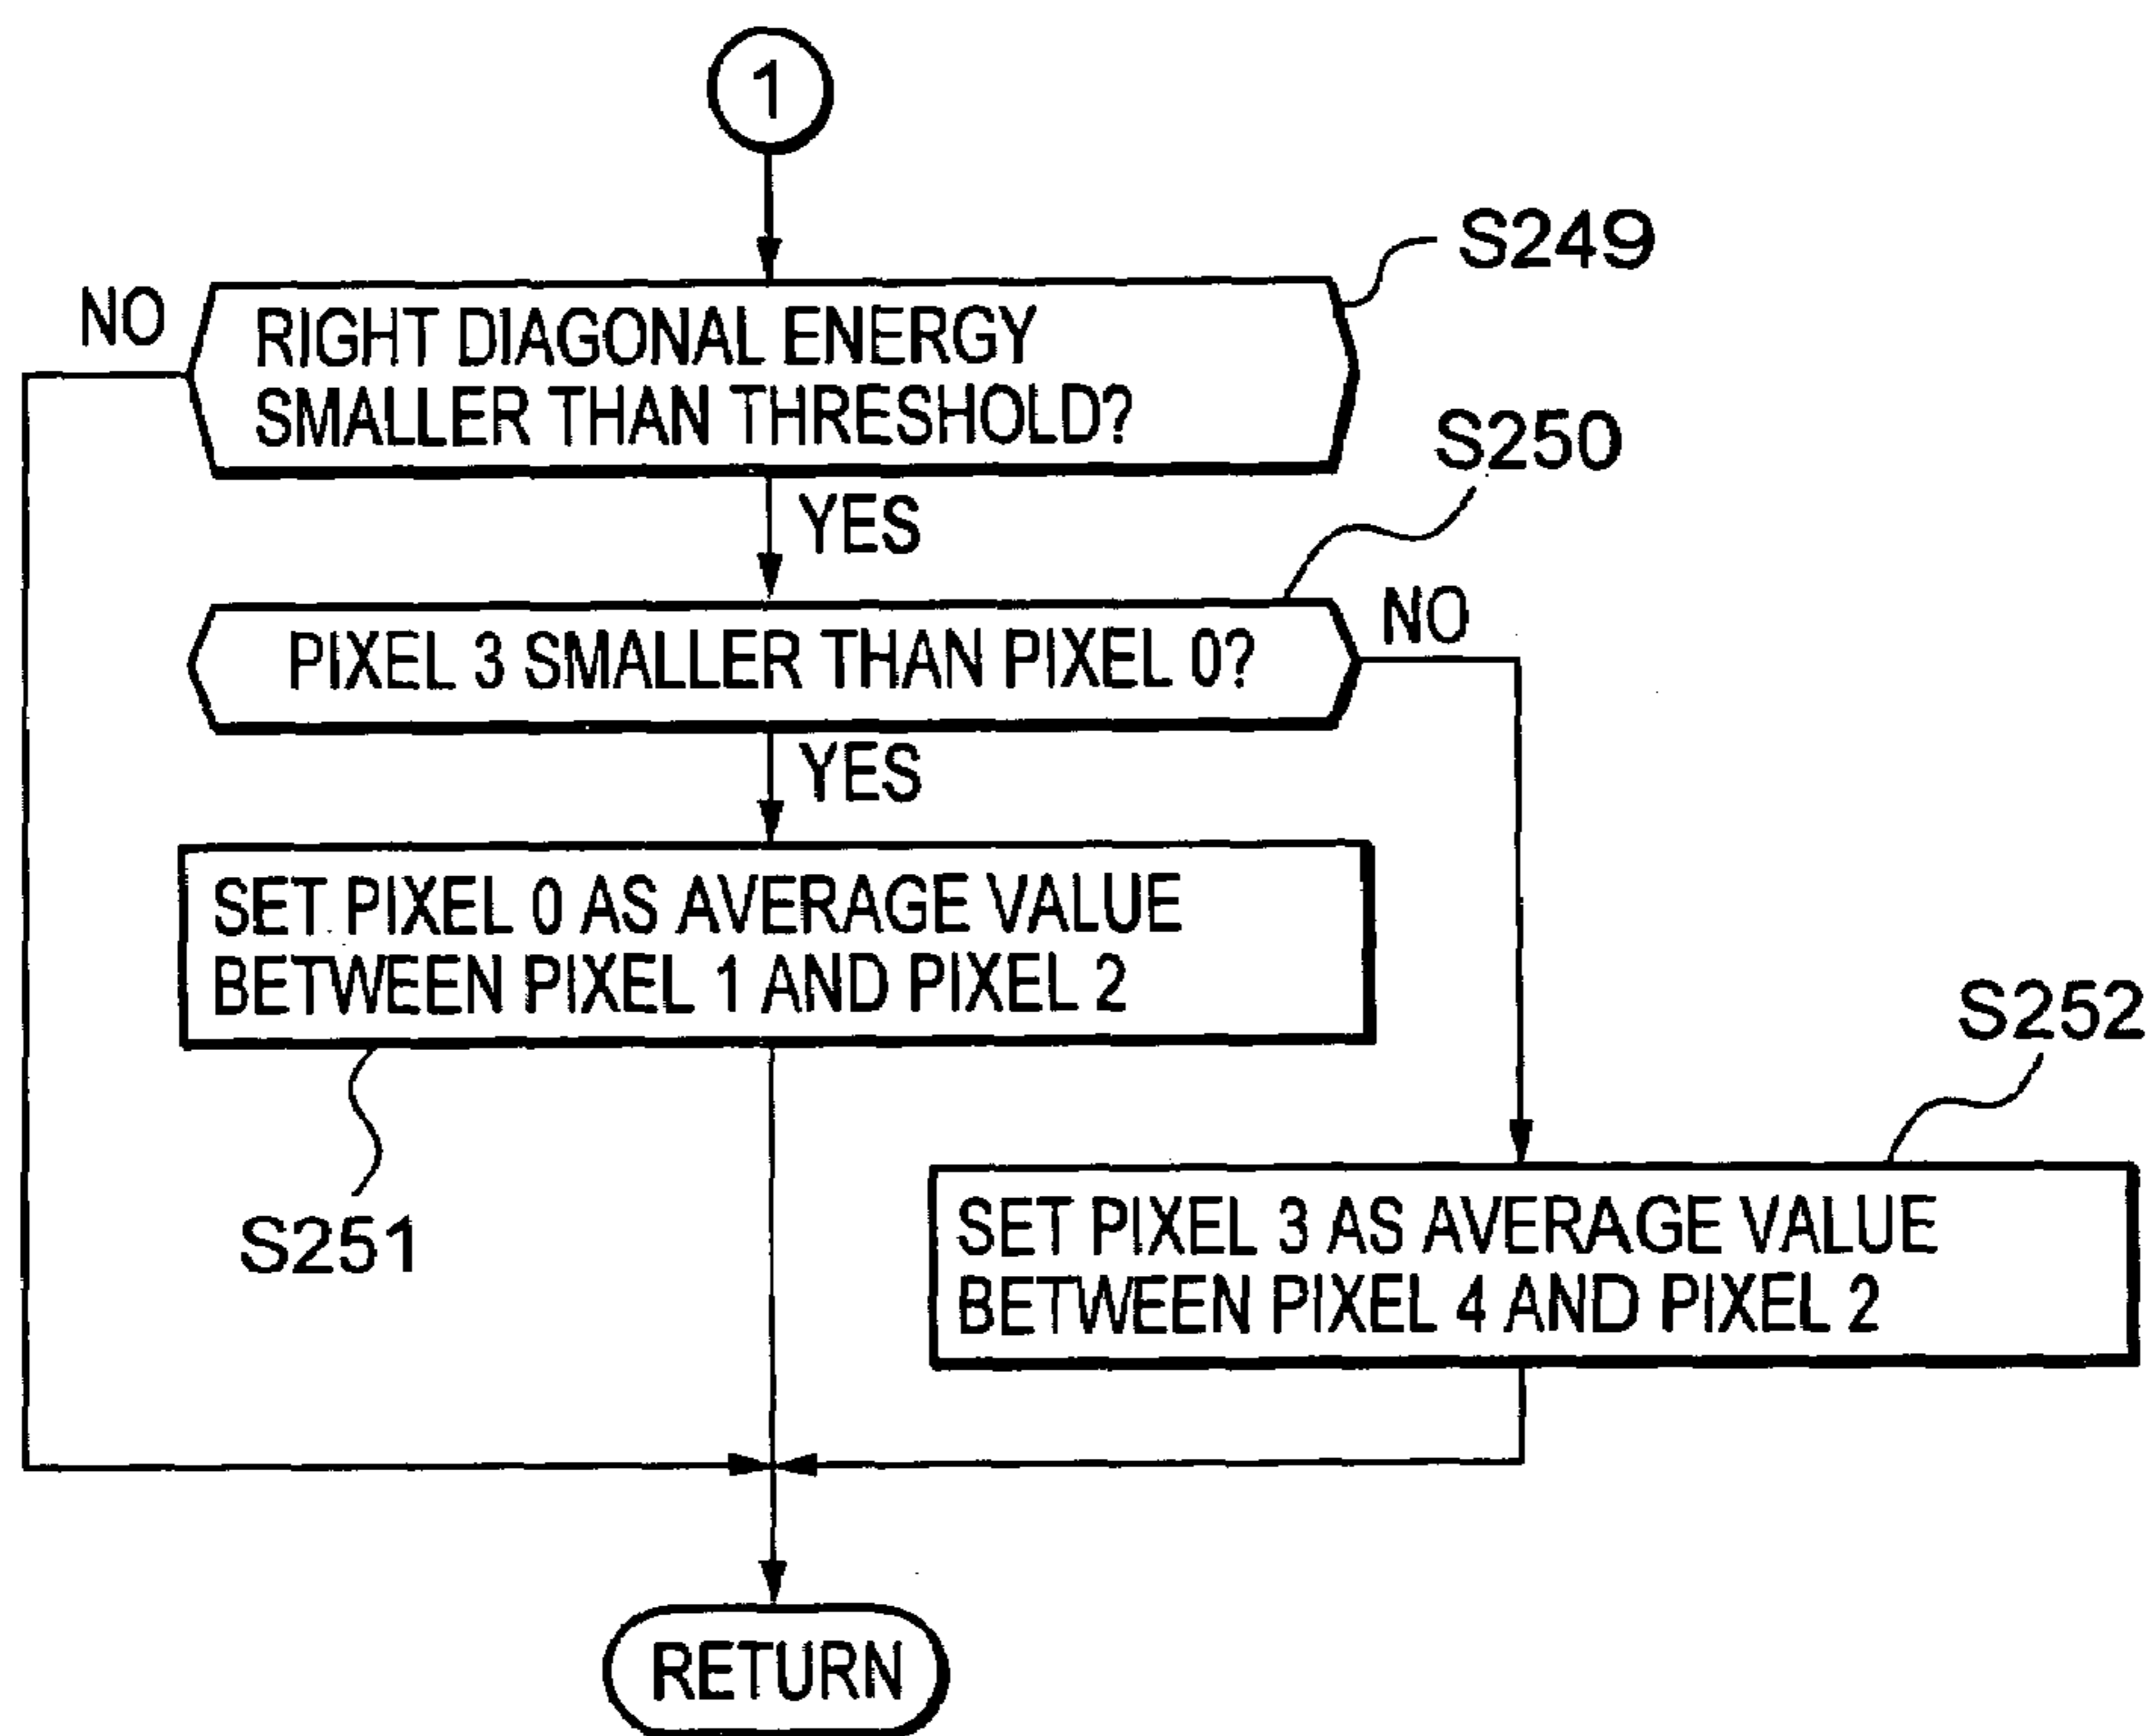 1
S249
NO
RIGHT DIAGONAL ENERGY
SMALLER THAN THRESHOLD?
S250
YES
NO
PIXEL 3 SMALLER THAN PIXEL 0?
YES
SET PIXEL 0 AS AVERAGE VALUE
BETWEEN PIXEL 1 AND PIXEL 2
S252
S251
SET PIXEL 3 AS AVERAGE VALUE
BETWEEN PIXEL 4 AND PIXEL 2
RETURN